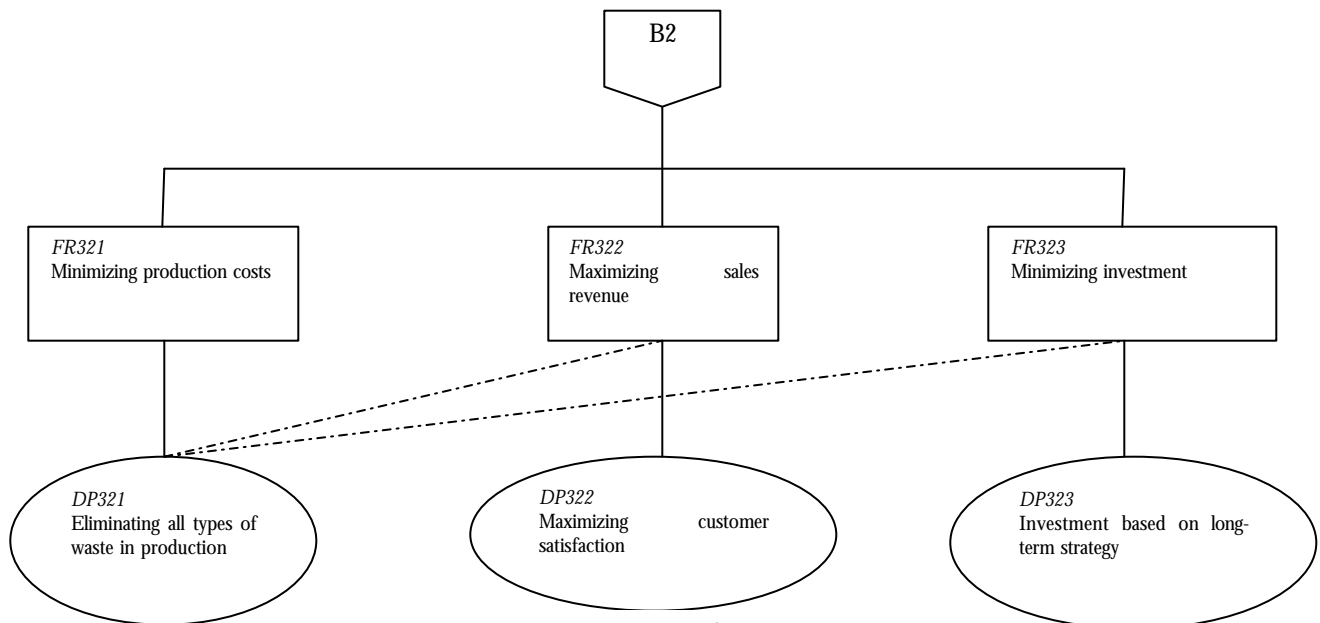 B2
FR321
Minimizing production costs
FR322
Maximizing sales
revenue
FR323
Minimizing investment
DP321
Eliminating all types of
waste in production
DP322
Maximizing customer
satisfaction
DP323
Investment based on long-
term strategy